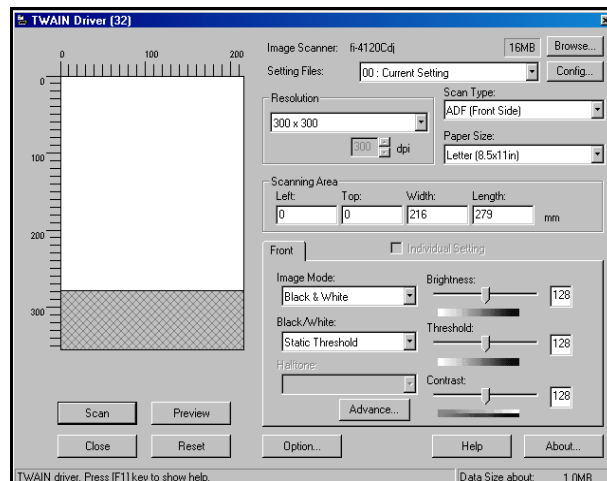 TWAIN Driver (32)
0 100 200
0
100
200
300
Image Scanner: fi-4120Cdj 16MB Browse...
Setting Files: 00 : Current Setting Config...
Resolution
300 x 300
300 dpi
Scan Type:
ADF (Front Side)
Paper Size:
Letter (8.5x11in)
Scanning Area
Left: Top: Width: Length:
0 0 216 279 mm
Front
Individual Setting
Image Mode:
Black & White
Black/White:
Static Threshold
Halftone:
Advance...
Brightness:
128
Threshold:
128
Contrast:
128
Scan Preview
Close Reset Option... Help About...
TWAIN driver. Press [F1] key to show help. Data Size about: 1.0MB